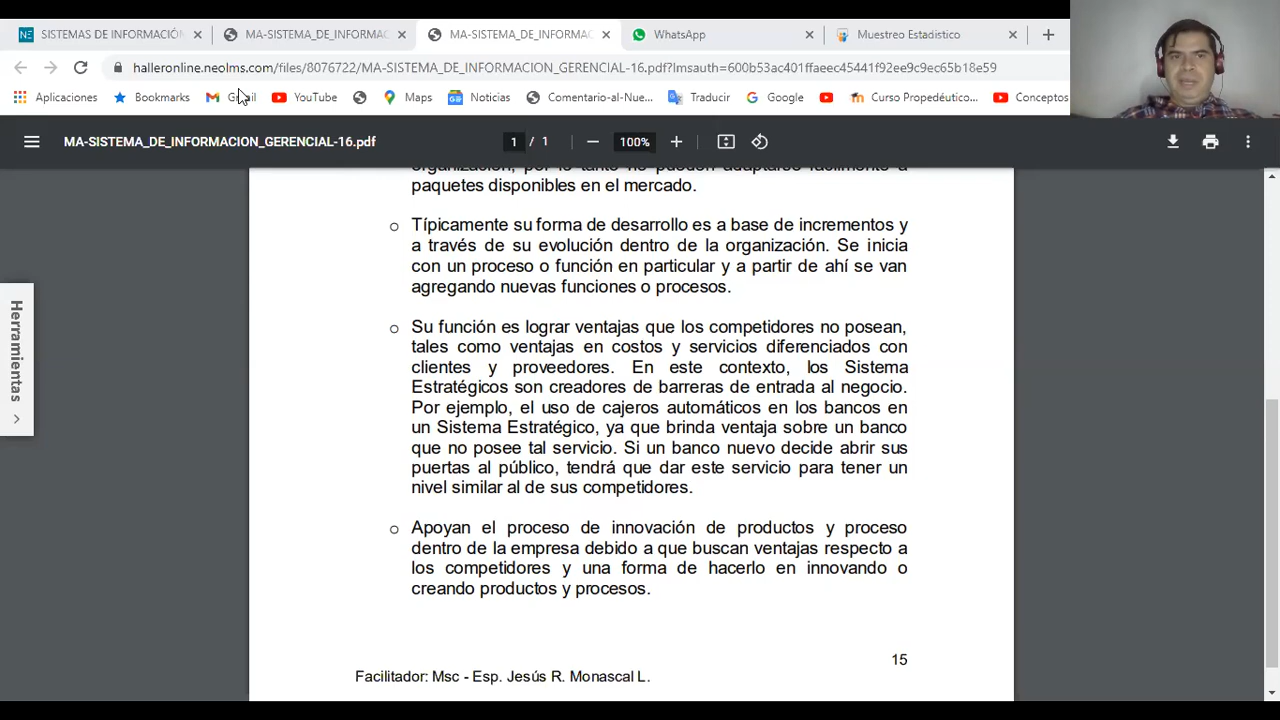 SISTEMAS DE INFORMACIÓN
MA-SISTEMA_DE_INFORMAC
MA-SISTEMA_DE_INFORMAC
WhatsApp
Muestreo Estadistico
halleronline.neolms.com/files/8076722/MA-SISTEMA_DE_INFORMACION_GERENCIAL-16.pdf?lmsauth=600b53ac401ffaeec45441f92ee9c9ec65b18e59
Aplicaciones
Bookmarks
Gmail
YouTube
Maps
Noticias
Comentario-al-Nue...
Traducir
Google
Curso Propedéutico...
Conceptos
MA-SISTEMA_DE_INFORMACION_GERENCIAL-16.pdf
1 / 1
100%
Herramientas
paquetes disponibles en el mercado.
o Típicamente su forma de desarrollo es a base de incrementos y
a través de su evolución dentro de la organización. Se inicia
con un proceso o función en particular y a partir de ahí se van
agregando nuevas funciones o procesos.
o Su función es lograr ventajas que los competidores no posean,
tales como ventajas en costos y servicios diferenciados con
clientes y proveedores. En este contexto, los Sistema
Estratégicos son creadores de barreras de entrada al negocio.
Por ejemplo, el uso de cajeros automáticos en los bancos en
un Sistema Estratégico, ya que brinda ventaja sobre un banco
que no posee tal servicio. Si un banco nuevo decide abrir sus
puertas al público, tendrá que dar este servicio para tener un
nivel similar al de sus competidores.
o Apoyan el proceso de innovación de productos y proceso
dentro de la empresa debido a que buscan ventajas respecto a
los competidores y una forma de hacerlo en innovando o
creando productos y procesos.
15
Facilitador: Msc - Esp. Jesús R. Monascal L.